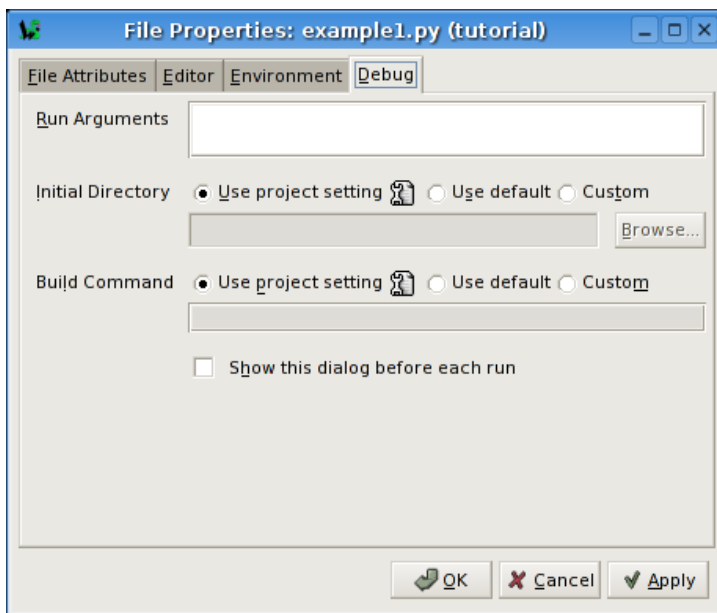 File Properties: example1.py (tutorial)
File Attributes Editor Environment Debug
Run Arguments
Initial Directory Use project setting Use default Custom
Browse...
Build Command Use project setting Use default Custom
Show this dialog before each run
OK Cancel Apply